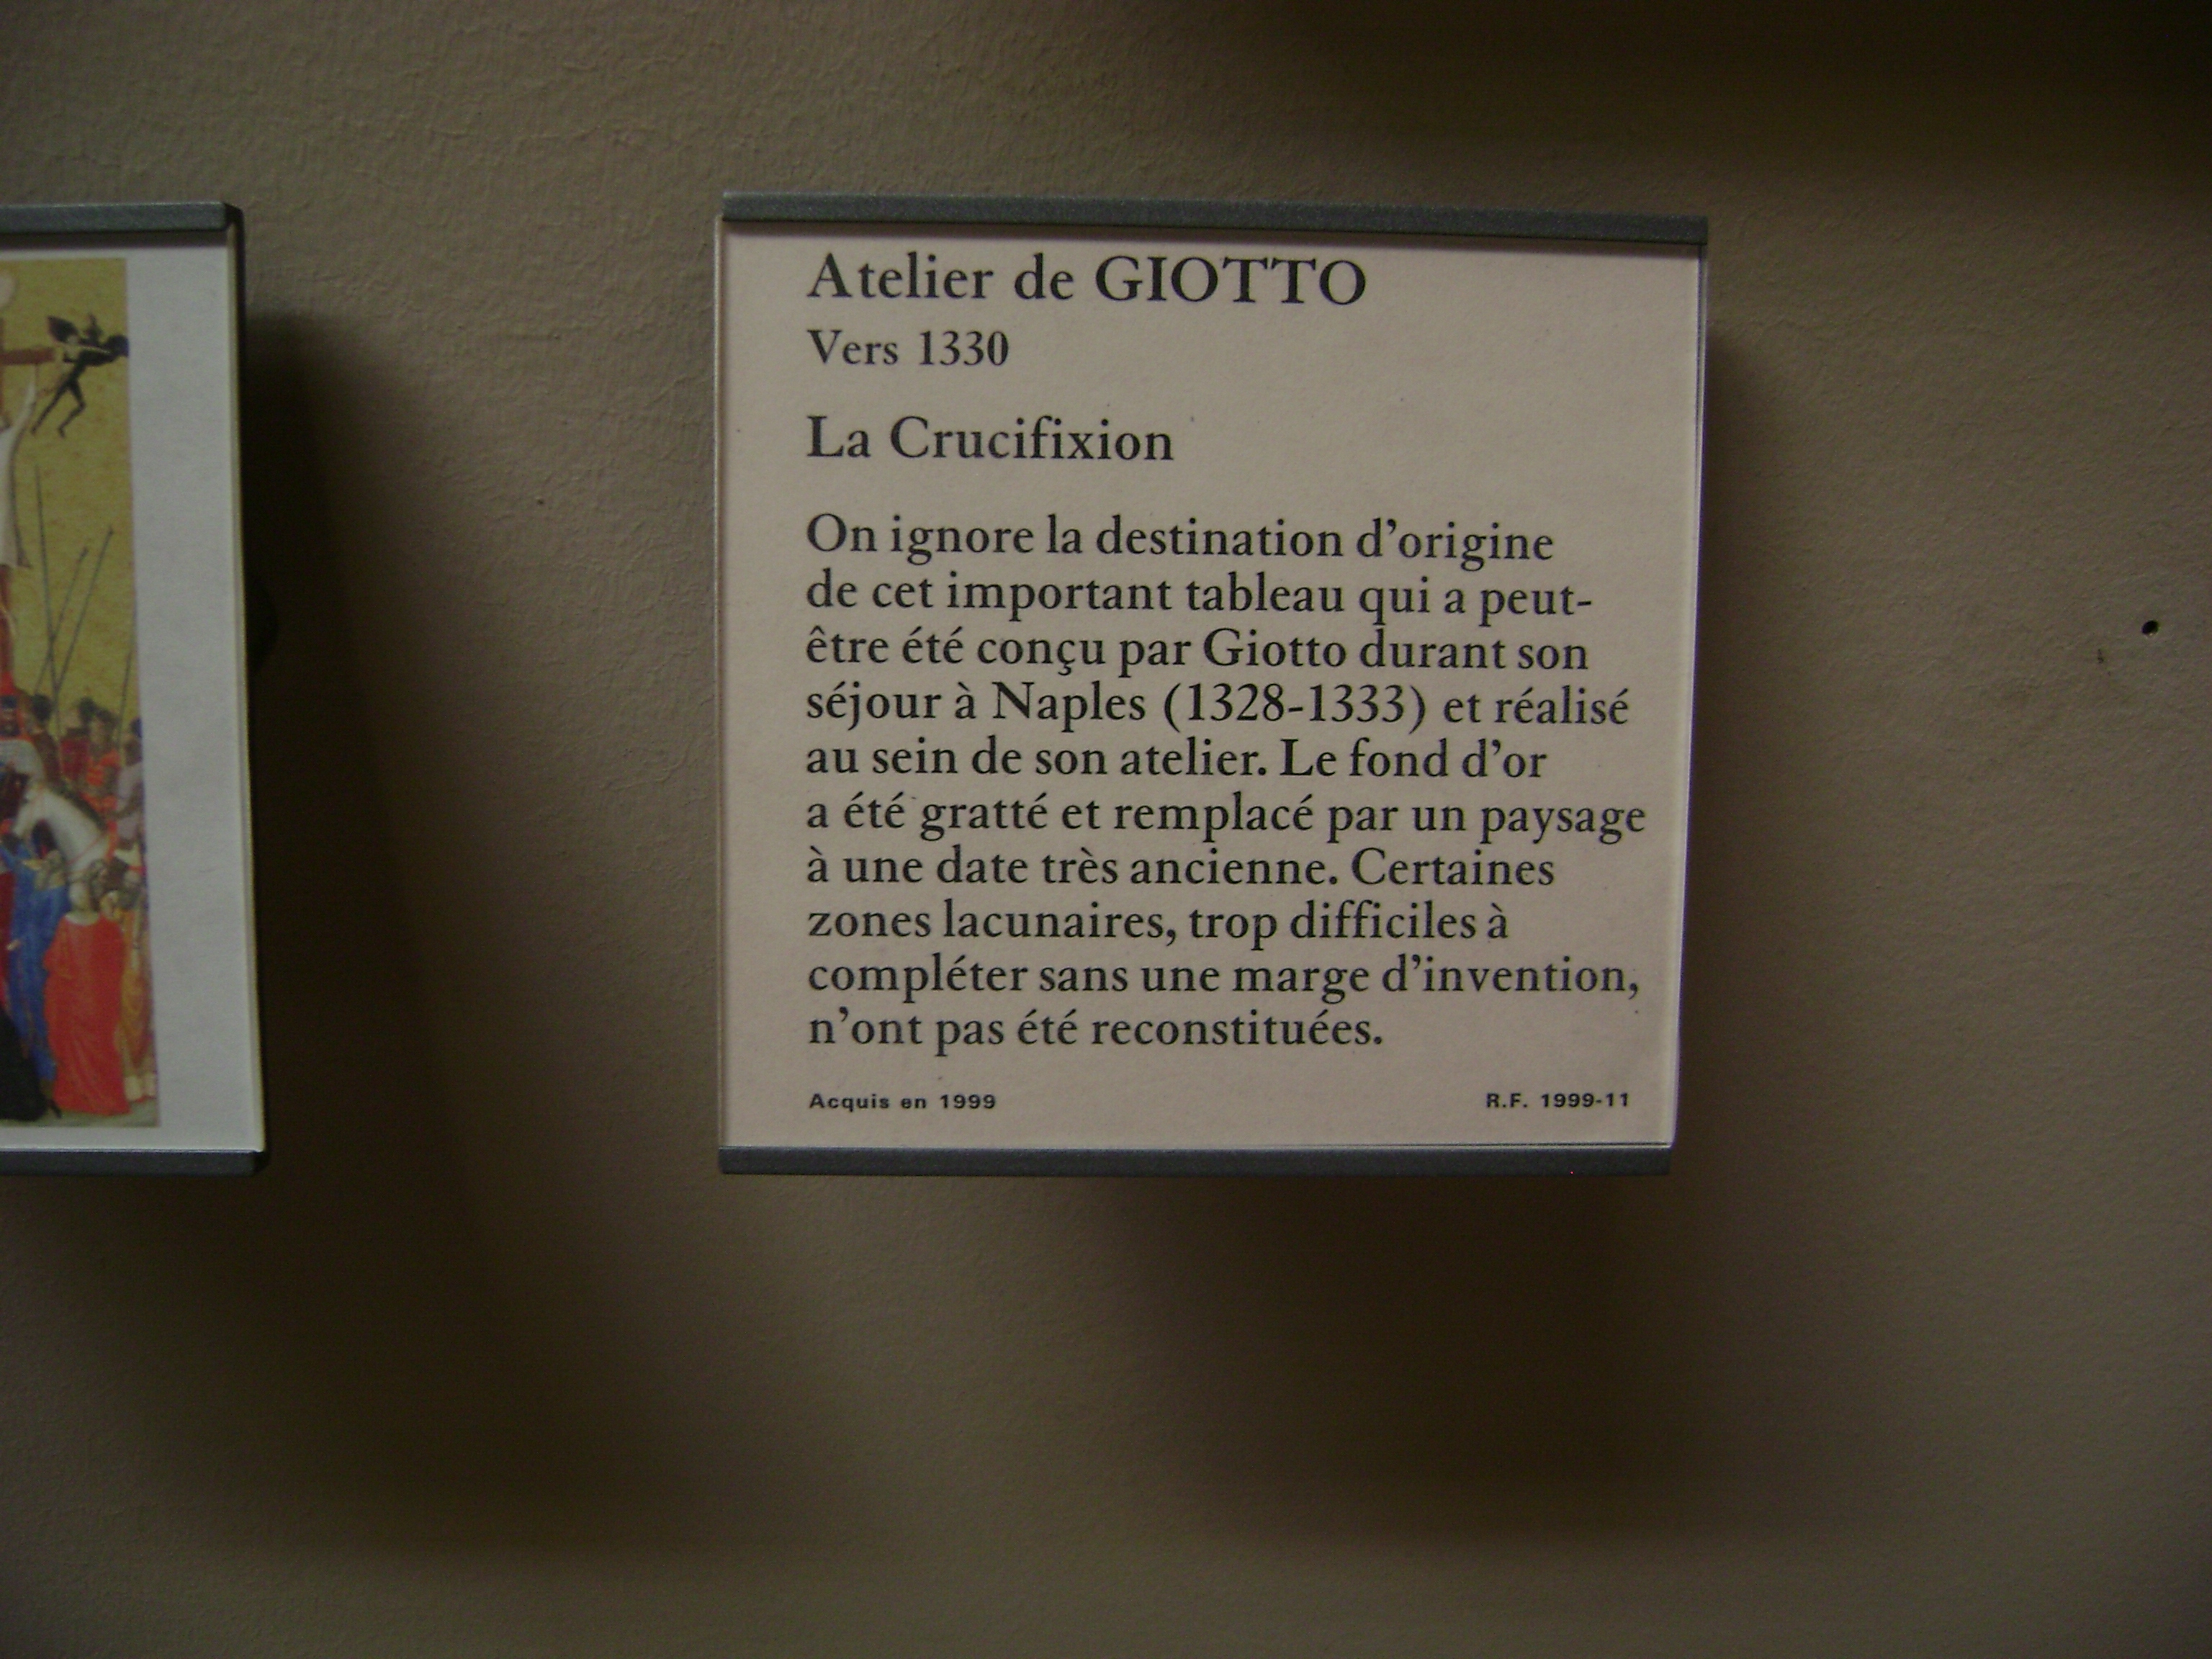 Atelier de GIOTTO
Vers 1330
La Crucifixion
On ignore la destination d'origine
de cet important tableau qui a peut-
être été conçu par Giotto durant son
séjour à Naples (1328-1333) et réalisé
au sein de son atelier. Le fond d'or
a été gratté et remplacé par un paysage
à une date très ancienne. Certaines
zones lacunaires, trop difficiles à
compléter sans une marge d'invention,
n'ont pas été reconstituées.
Acquis en 1999 R.F. 1999-11